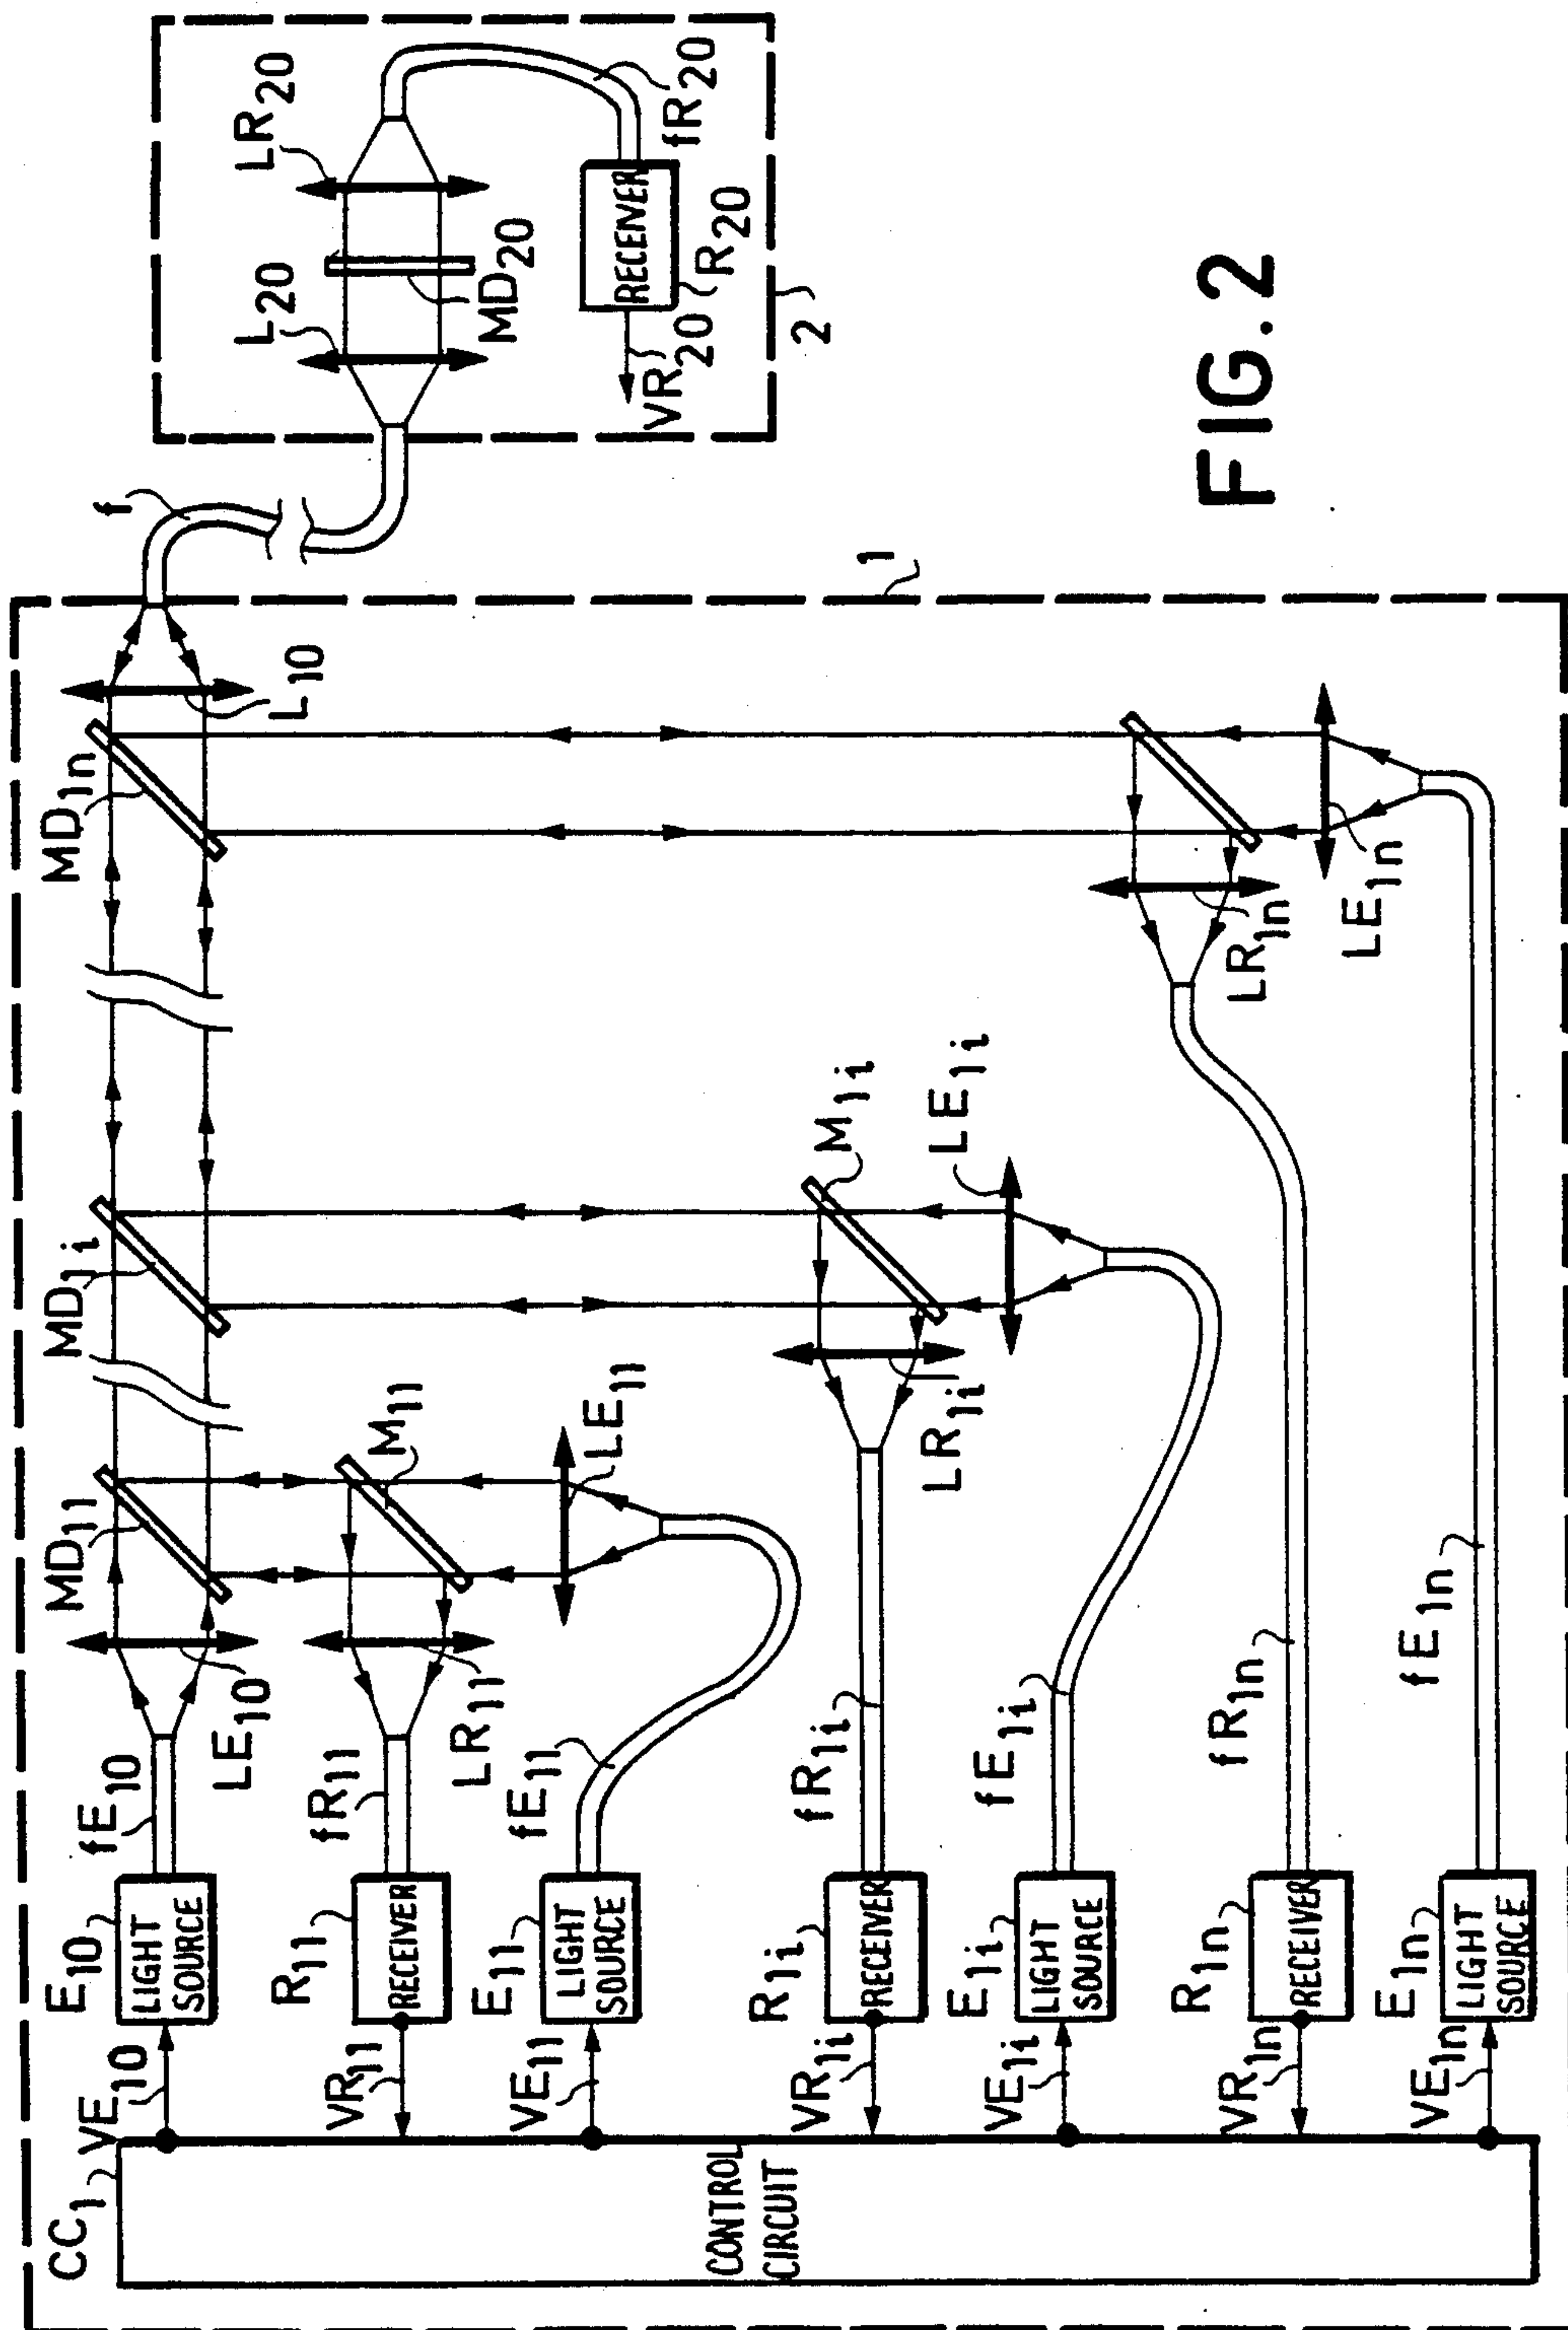 CC1
CONTROL
CIRCUIT
VE10
E10
LIGHT
SOURCE
fE10
LE10
MD11
MD1i
MD1n
L10
f
VR11
R11
RECEIVER
fR11
LR11
M11
VE11
E11
LIGHT
SOURCE
fE11
LE11
VR1i
R1i
RECEIVER
fR1i
LR1i
M1i
VE1i
E1i
LIGHT
SOURCE
fE1i
LE1i
VR1n
R1n
RECEIVER
fR1n
LR1n
VE1n
E1n
LIGHT
SOURCE
fE1n
LE1n
1
L20
LR20
MD20
fR20
RECEIVER
R20
VR20
2
FIG. 2